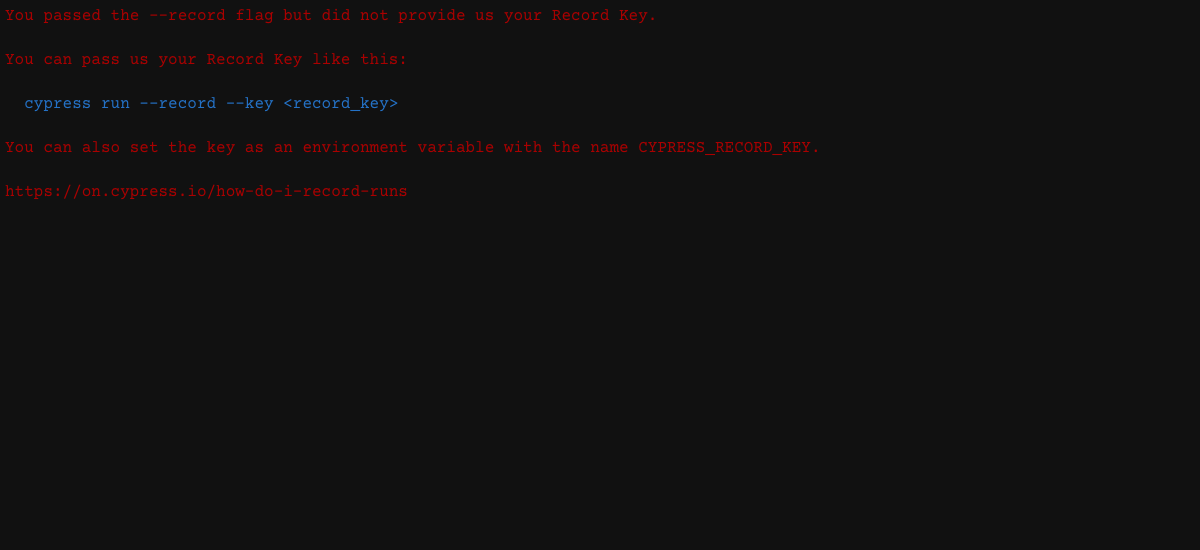 You passed the --record flag but did not provide us your Record Key.
You can pass us your Record Key like this:
cypress run --record --key <record_key>
You can also set the key as an environment variable with the name CYPRESS_RECORD_KEY.
https://on.cypress.io/how-do-i-record-runs